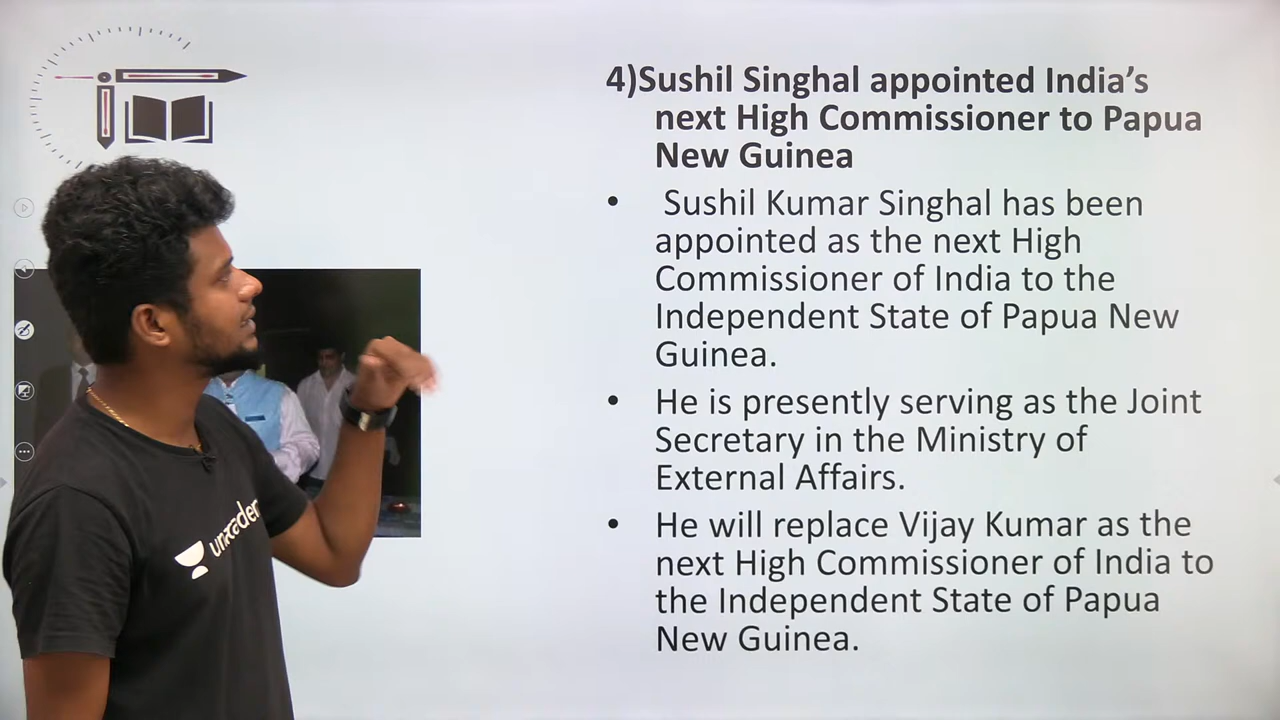 4)Sushil Singhal appointed India’s
next High Commissioner to Papua
New Guinea
• Sushil Kumar Singhal has been
appointed as the next High
Commissioner of India to the
Independent State of Papua New
Guinea.
• He is presently serving as the Joint
Secretary in the Ministry of
External Affairs.
• He will replace Vijay Kumar as the
next High Commissioner of India to
the Independent State of Papua
New Guinea.